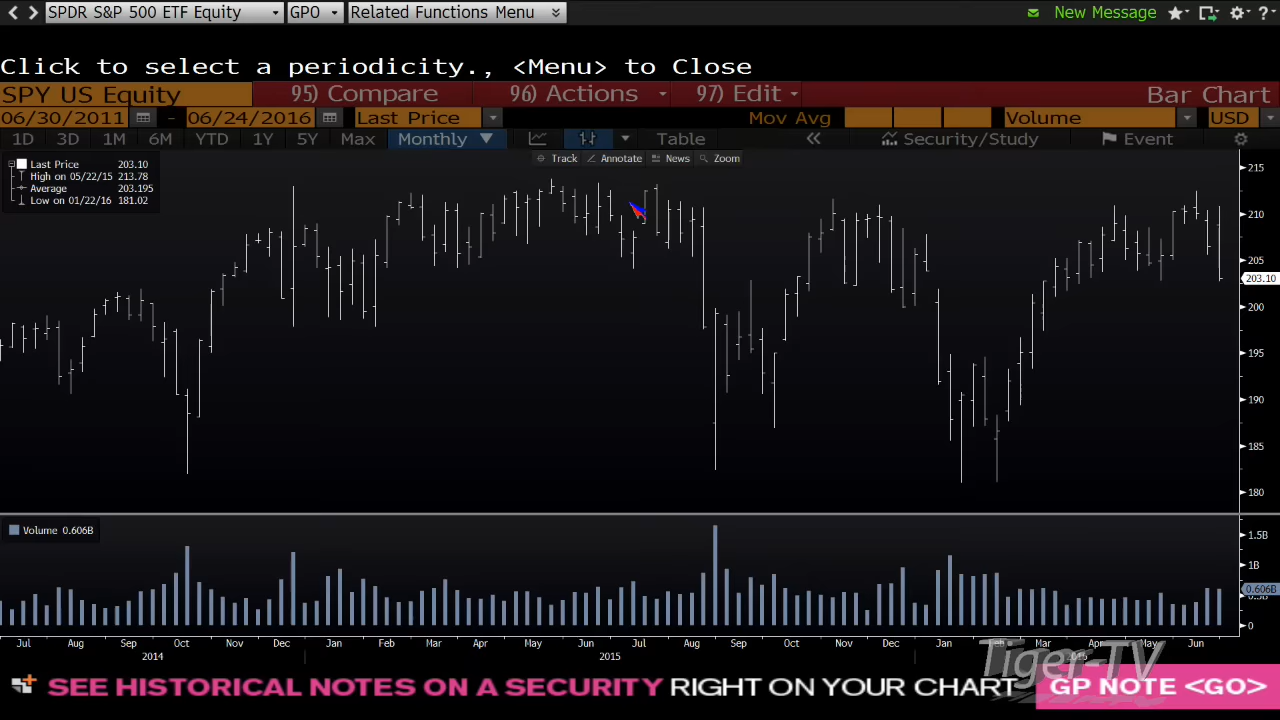 SPDR S&P 500 ETF Equity GPO Related Functions Menu New Message ?
Click to select a periodicity., <Menu> to Close
SPY US Equity 95) Compare 96) Actions 97) Edit Bar Chart
06/30/2011 - 06/24/2016 Last Price Mov Avg Volume USD
1D 3D 1M 6M YTD 1Y 5Y Max Monthly ▼ Table « Security/Study Event
Track Annotate News Zoom
Last Price 203.10
High on 05/22/15 213.78
Average 203.195
Low on 01/22/16 181.02
215
210
205
203.10
200
195
190
185
180
Volume 0.606B
1.5B
1B
0.606B
0
Jul Aug Sep Oct Nov Dec Jan Feb Mar Apr May Jun Jul Aug Sep Oct Nov Dec Jan Feb Mar Apr May Jun
2014 2015
Tiger-TV
SEE HISTORICAL NOTES ON A SECURITY RIGHT ON YOUR CHART GP NOTE <GO>